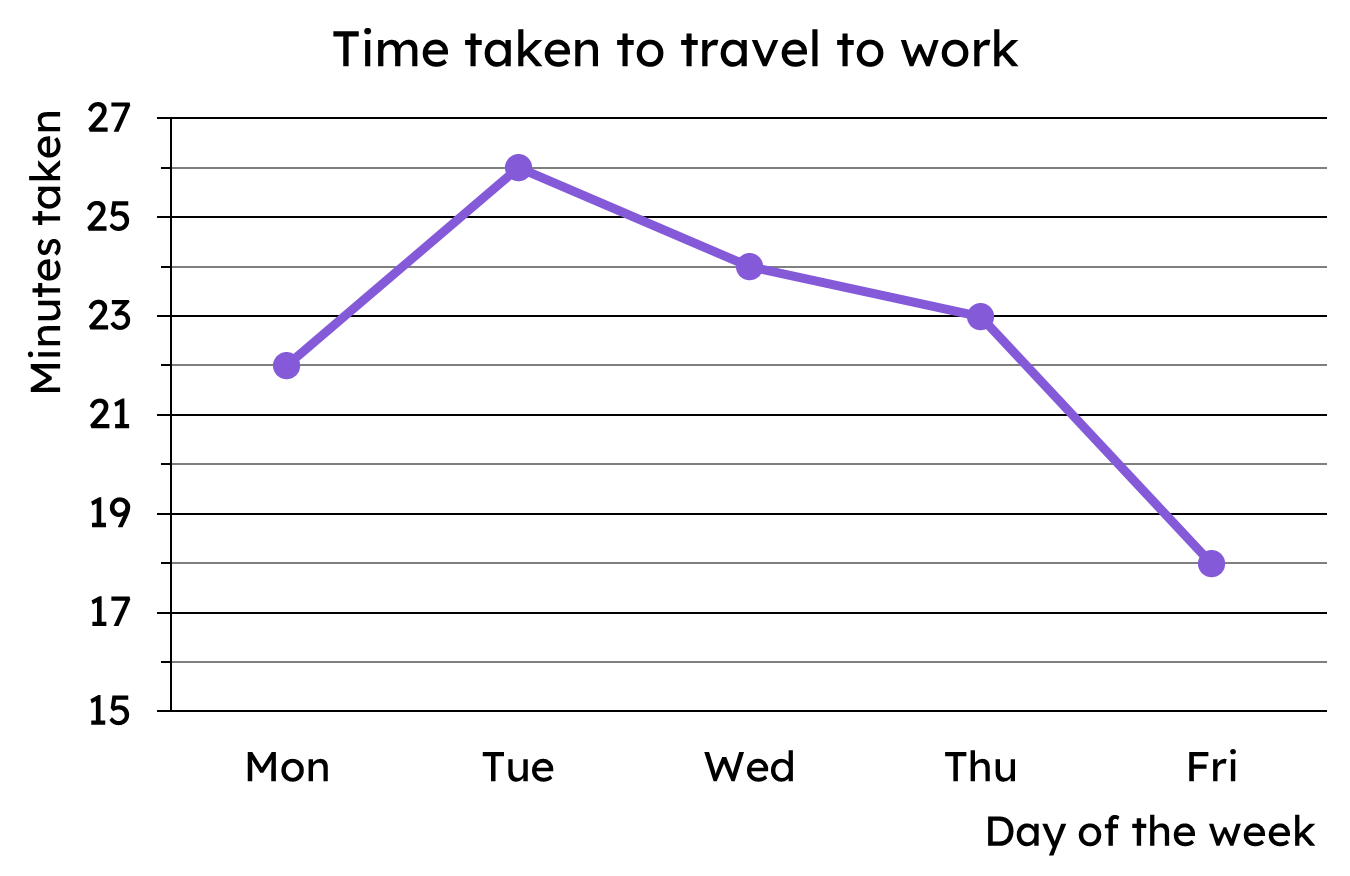 Time taken to travel to work
Minutes taken
27
25
23
21
19
17
15
Mon Tue Wed Thu Fri
Day of the week